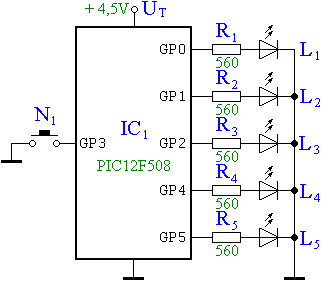 +4,5V U_T
R_1
GP0
560
L_1
R_2
GP1
560
L_2
N_1
IC_1
R_3
GP3
GP2
560
L_3
PIC12F508
R_4
GP4
560
L_4
R_5
GP5
560
L_5